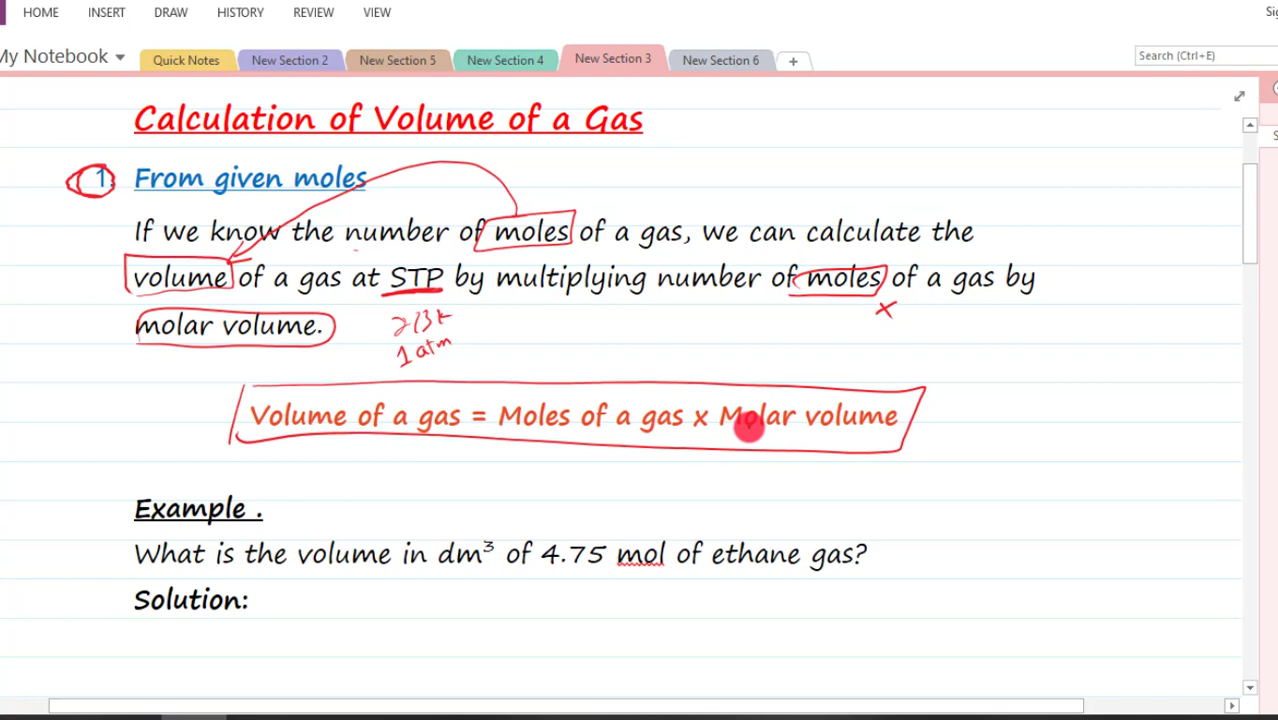 HOME INSERT DRAW HISTORY REVIEW VIEW
My Notebook Quick Notes New Section 2 New Section 5 New Section 4 New Section 3 New Section 6 + Search (Ctrl+E)
Calculation of Volume of a Gas
1. From given moles
If we know the number of moles of a gas, we can calculate the
volume of a gas at STP by multiplying number of moles of a gas by
x
molar volume.
273k
1 atm
Volume of a gas = Moles of a gas x Molar volume
Example .
What is the volume in dm³ of 4.75 mol of ethane gas?
Solution: